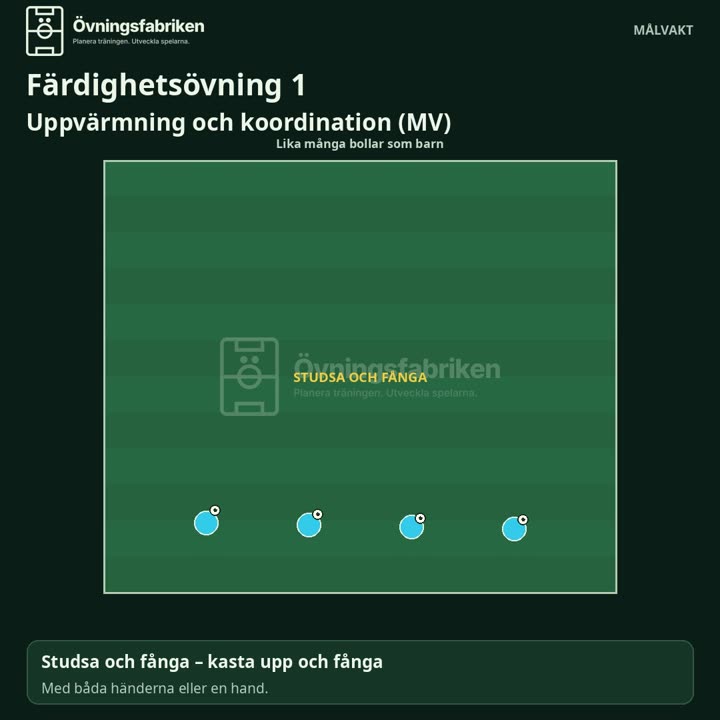 Övningsfabriken
Planera träningen. Utveckla spelarna.
MÅLVAKT
Färdighetsövning 1
Uppvärmning och koordination (MV)
Lika många bollar som barn
Övningsfabriken
STUDSA OCH FÅNGA
Planera träningen. Utveckla spelarna.
Studsa och fånga – kasta upp och fånga
Med båda händerna eller en hand.